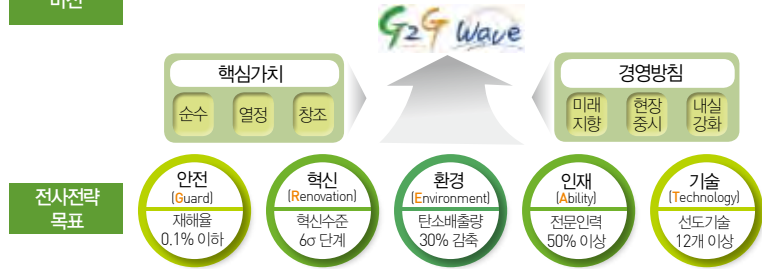 비전
G2G Wave
핵심가치
순수 열정 창조
경영방침
미래 지향
현장 중시
내실 강화
전사전략
목표
안전
(Guard)
재해율
0.1% 이하
혁신
(Renovation)
혁신수준
6σ 단계
환경
(Environment)
탄소배출량
30% 감축
인재
(Ability)
전문인력
50% 이상
기술
(Technology)
선도기술
12개 이상